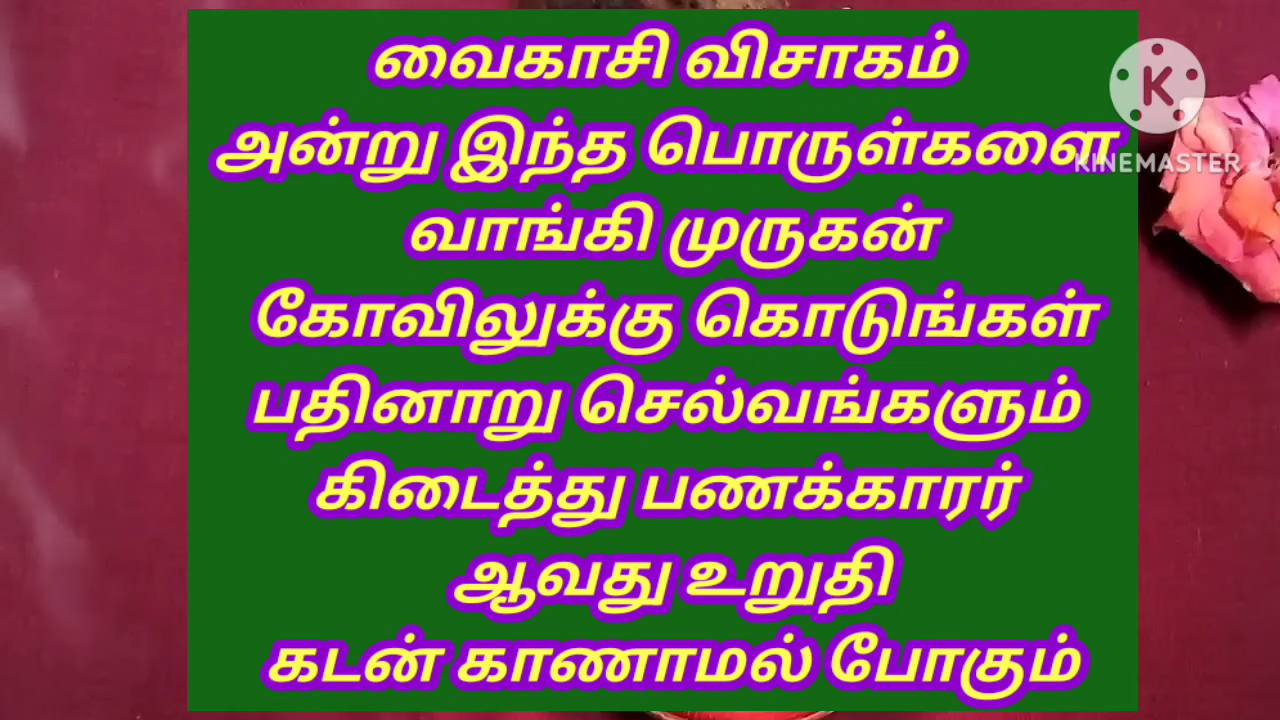 வைகாசி விசாகம்
அன்று இந்த பொருள்களை
வாங்கி முருகன்
கோவிலுக்கு கொடுங்கள்
பதினாறு செல்வங்களும்
கிடைத்து பணக்காரர்
ஆவது உறுதி
கடன் காணாமல் போகும்
K
KINEMASTER